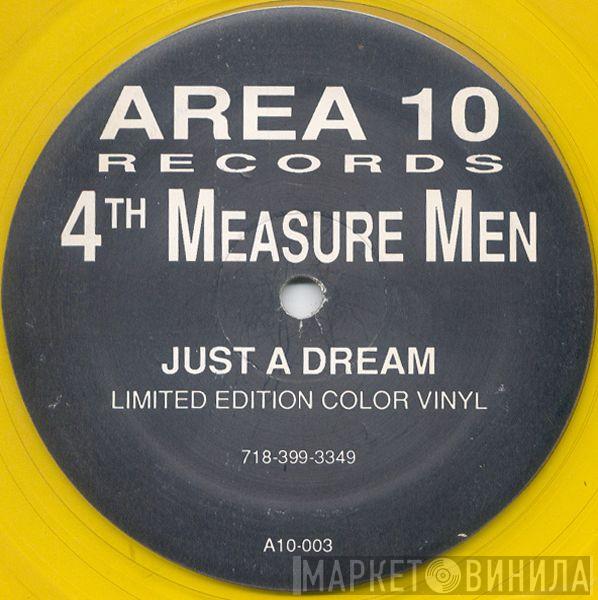 AREA 10
RECORDS
4TH MEASURE MEN
JUST A DREAM
LIMITED EDITION COLOR VINYL
718-399-3349
A10-003
МАРКЕТ ВИНИЛА